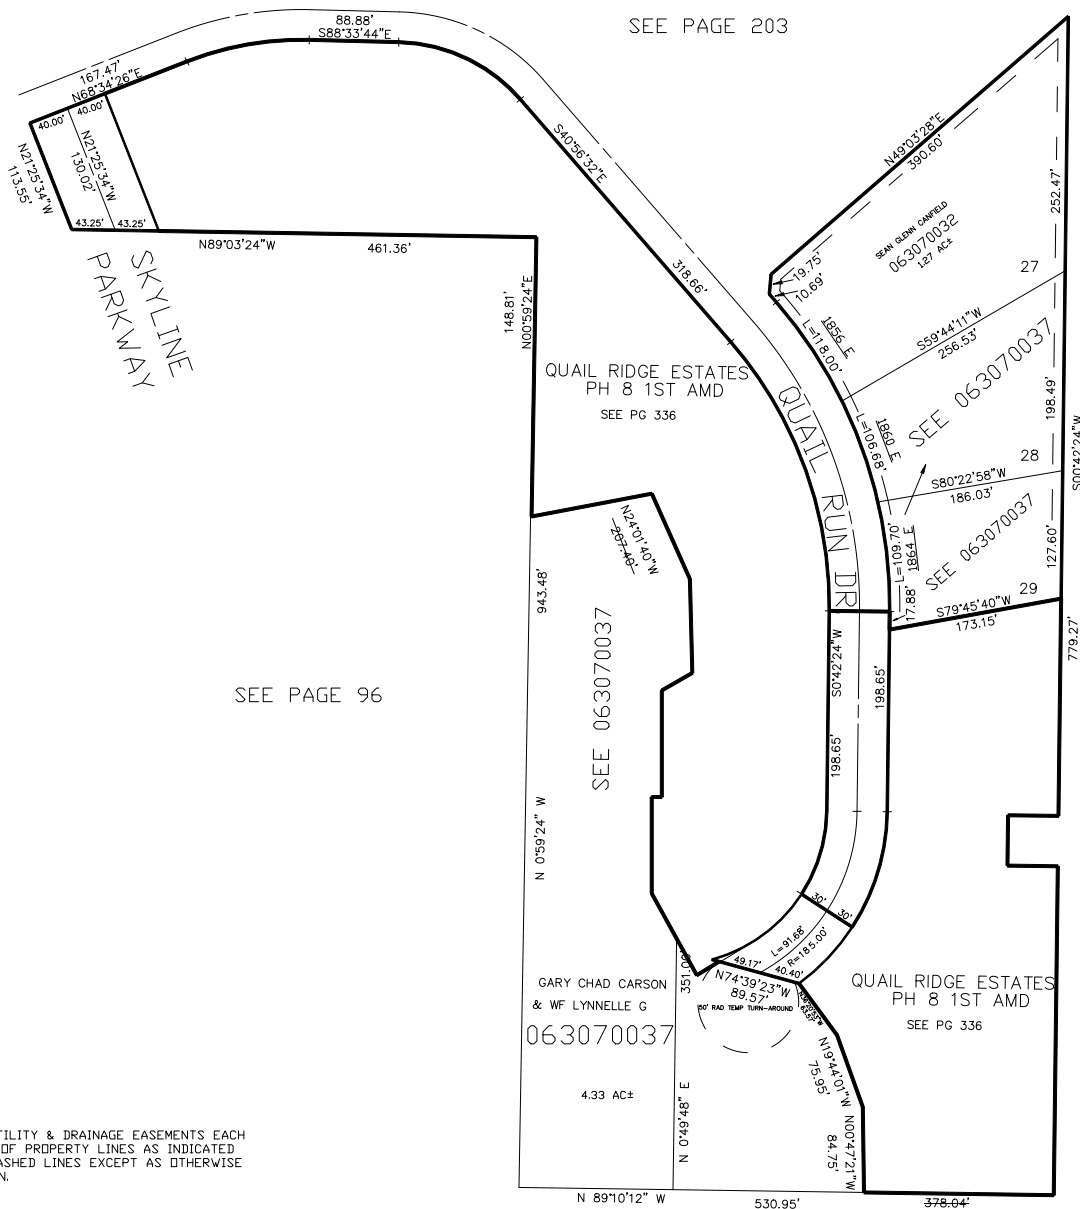 SEE PAGE 203
88.88'
S88°33'44"E
167.47'
N68°34'26"E
40.00'
40.00'
N21°25'34"W
113.55'
N21°25'34"W
130.02'
43.25'
43.25'
N89°03'24"W
461.36'
SKYLINE
PARKWAY
148.81'
N00°59'24"E
S40°56'32"E
318.66'
N49°03'28"E
390.60'
252.47'
SEAN GLENN CANFIELD
063070032
1.27 AC±
27
19.75'
10.69'
1856 E
L=118.00'
S59°44'11"W
256.53'
SEE 063070037
198.49'
S00°42'24"W
QUAIL RIDGE ESTATES
PH 8 1ST AMD
SEE PG 336
QUAIL RUN DR
1860 E
L=106.68'
28
S80°22'58"W
186.03'
SEE 063070037
127.60'
L=109.70'
1864 E
17.88'
29
S79°45'40"W
173.15'
779.27'
N24°01'40"W
207.40'
943.48'
SEE 063070037
S0°42'24"W
198.65'
198.65'
SEE PAGE 96
N 0°59'24" W
30'
30'
L=91.68'
R=185.00'
49.17'
40.40'
N74°39'23"W
89.57'
50' RAD TEMP TURN-AROUND
63.57'
GARY CHAD CARSON
& WF LYNNELLE G
063070037
4.33 AC±
N 0°49'48" E
QUAIL RIDGE ESTATES
PH 8 1ST AMD
SEE PG 336
N19°44'01"W
75.95'
N00°47'21"W
84.75'
TILITY & DRAINAGE EASEMENTS EACH
OF PROPERTY LINES AS INDICATED
ASHED LINES EXCEPT AS OTHERWISE
N.
N 89°10'12" W
530.95'
378.04'